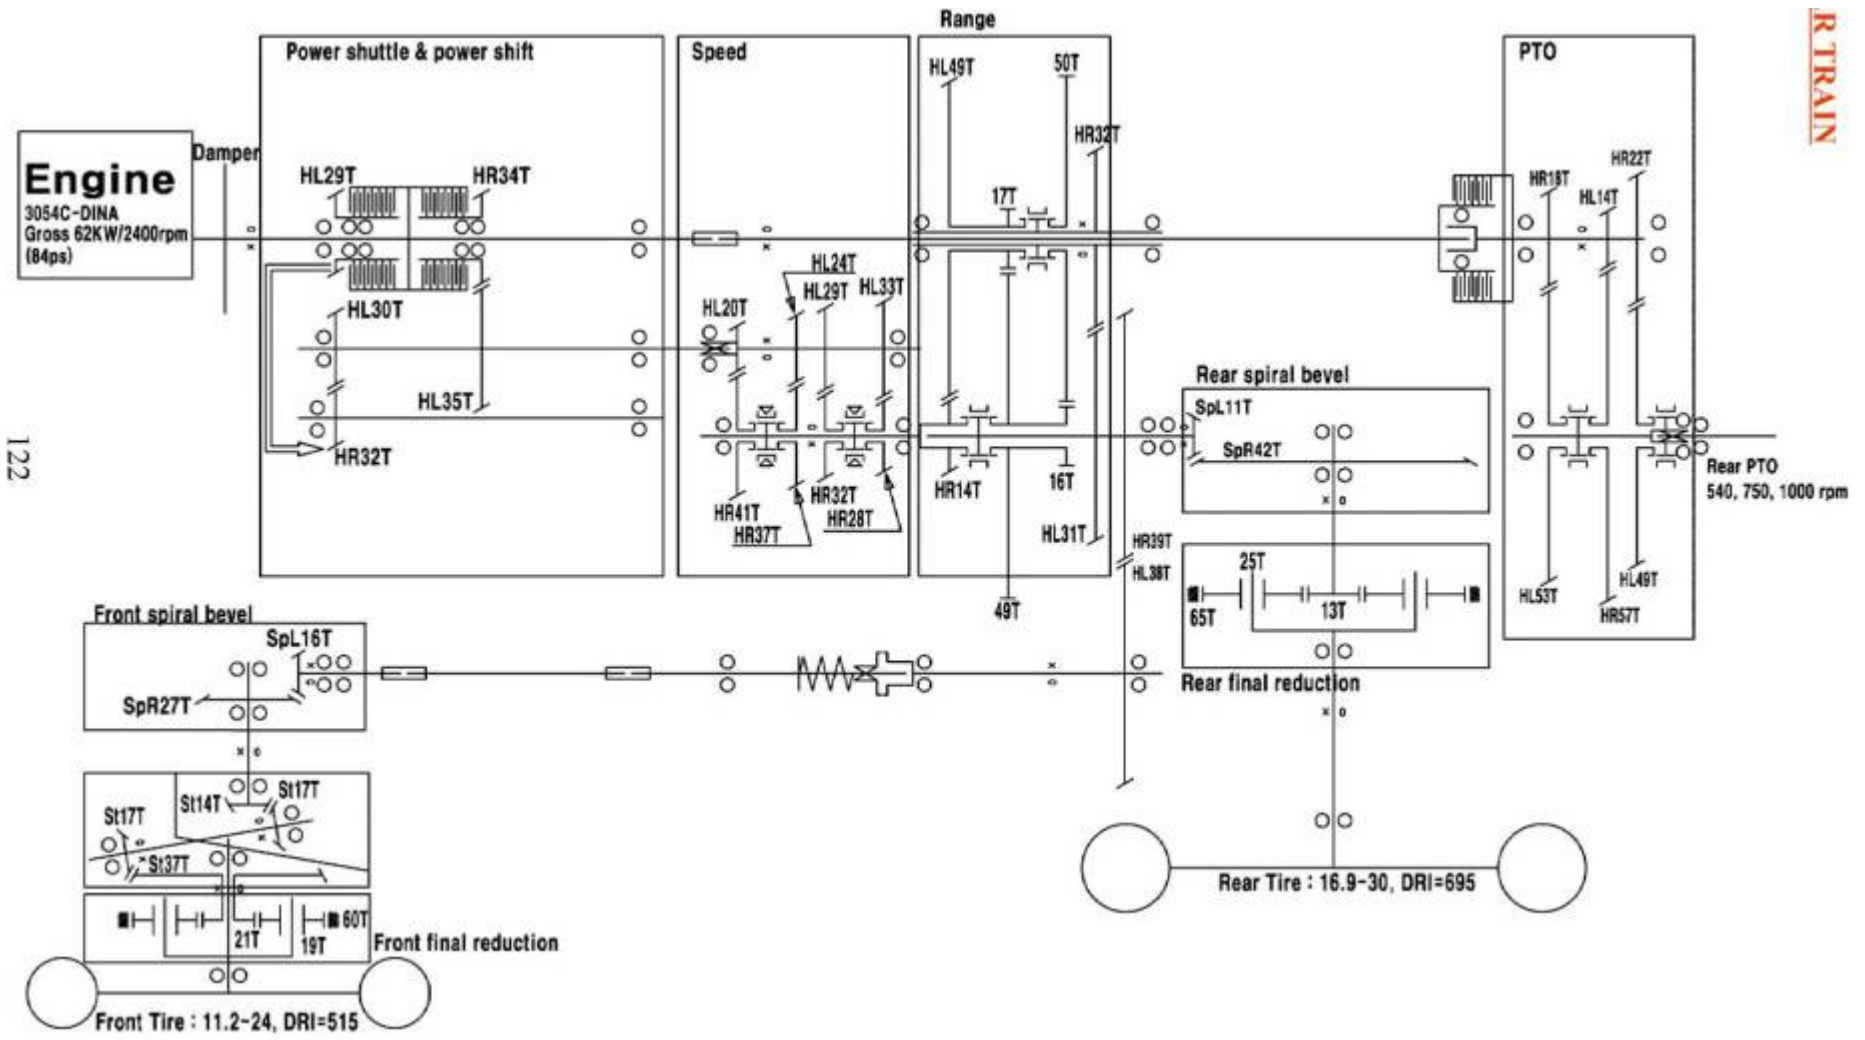 R TRAIN
Range
Power shuttle & power shift
Speed
PTO
HL49T
50T
HR32T
Engine
3054C-DINA
Gross 62KW/2400rpm
(84ps)
Damper
HL29T
HR34T
17T
HR18T
HR22T
HL14T
HL30T
HL24T
HL29T
HL33T
HL20T
HL35T
HR32T
HR41T
HR37T
HR32T
HR28T
HR14T
16T
HL31T
49T
HR39T
HL38T
Rear spiral bevel
SpL11T
SpR42T
25T
65T
13T
Rear final reduction
HL53T
HL49T
HR57T
Rear PTO
540, 750, 1000 rpm
122
Front spiral bevel
SpL16T
SpR27T
St17T
St14T
St17T
St37T
60T
21T
19T
Front final reduction
Front Tire : 11.2-24, DRI=515
Rear Tire : 16.9-30, DRI=695